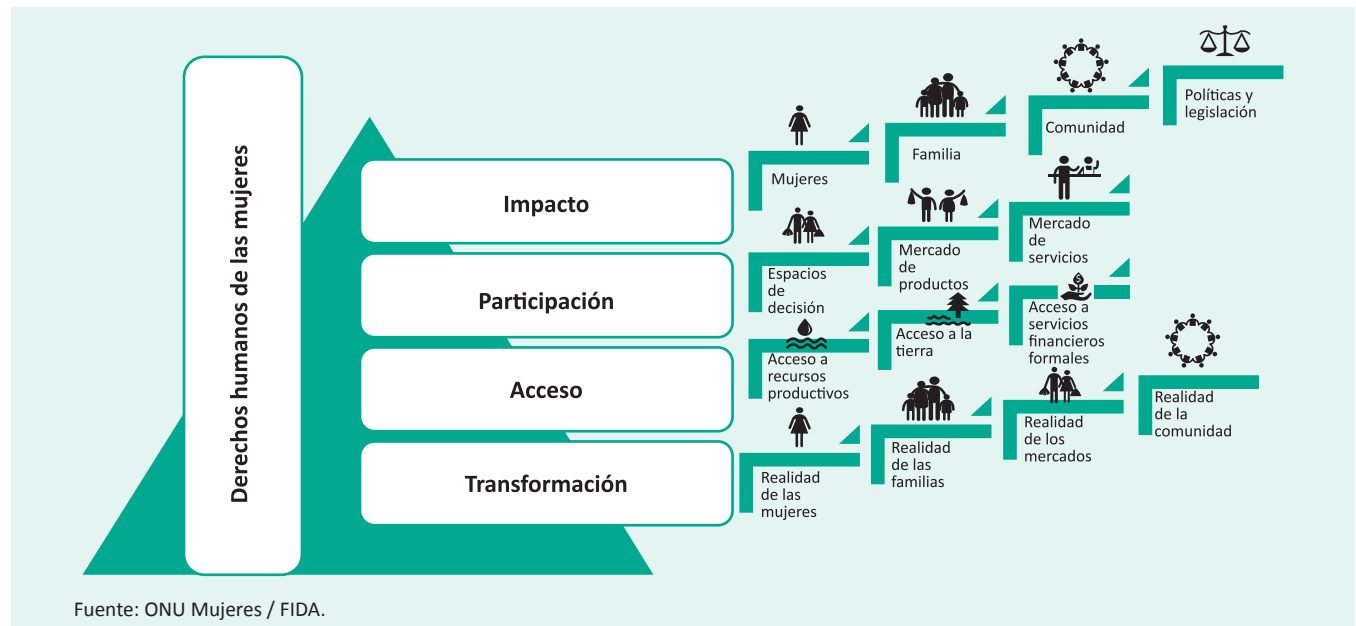 Derechos humanos de las mujeres
Impacto
Mujeres
Familia
Comunidad
Políticas y
legislación
Participación
Espacios
de
decisión
Mercado
de
productos
Mercado
de
servicios
Acceso
Acceso a
recursos
productivos
Acceso a la
tierra
$
Acceso a
servicios
financieros
formales
Transformación
Realidad
de las
mujeres
Realidad
de las
familias
Realidad
de los
mercados
Realidad
de la
comunidad
Fuente: ONU Mujeres / FIDA.